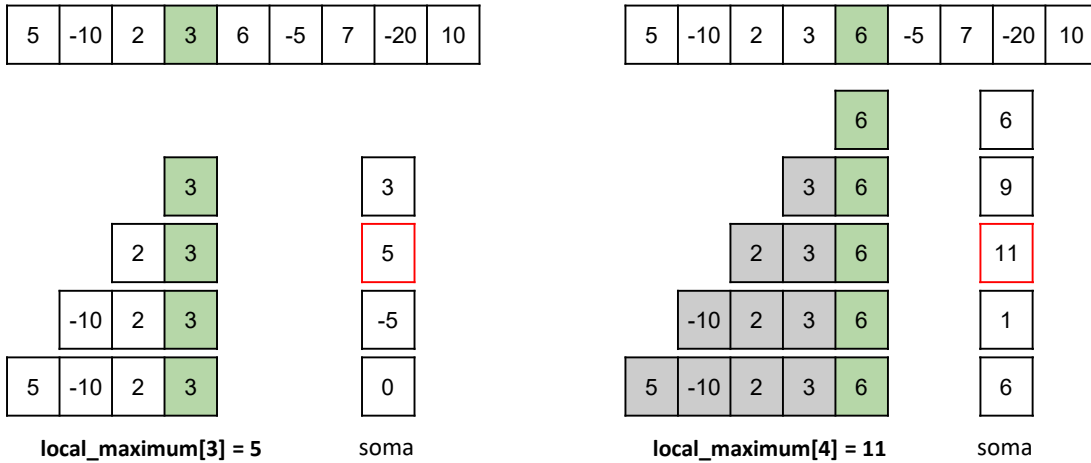 5 -10 2 3 6 -5 7 -20 10
5 -10 2 3 6 -5 7 -20 10
6 6
3 3
3 6 9
2 3 5
2 3 6 11
-10 2 3 -5
-10 2 3 6 1
5 -10 2 3 0
5 -10 2 3 6 6
local_maximum[3] = 5 soma
local_maximum[4] = 11 soma